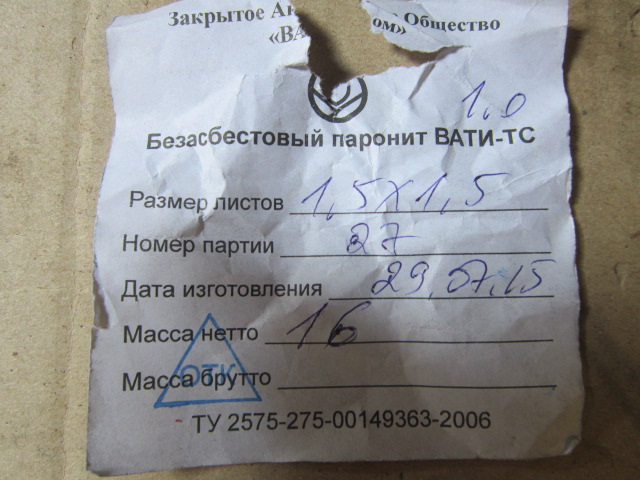 Закрытое Общество
«ВА ом»
1.0
Безасбестовый паронит ВАТИ-ТС
Размер листов 1,5х1,5
Номер партии 27
Дата изготовления 29.07.15
Масса нетто 16
Масса брутто
ОТК
ТУ 2575-275-00149363-2006